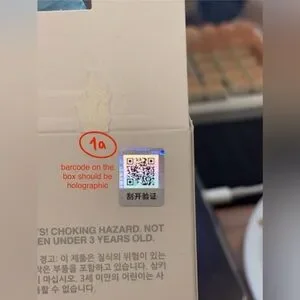 1a
barcode on the
box should be
holographic
刮开验证
S! CHOKING HAZARD. NOT
EN UNDER 3 YEARS OLD.
경고: 이 제품은 질식의 위험이 있는
작은 부품을 포함하고 있습니다. 삼키
마십시오. 3세 미만의 어린이는 사
할 수 없습니다.